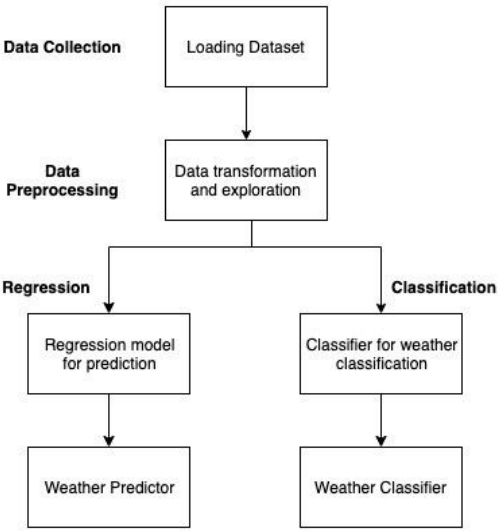 Data Collection
Loading Dataset
Data
Preprocessing
Data transformation
and exploration
Regression
Classification
Regression model
for prediction
Classifier for weather
classification
Weather Predictor
Weather Classifier